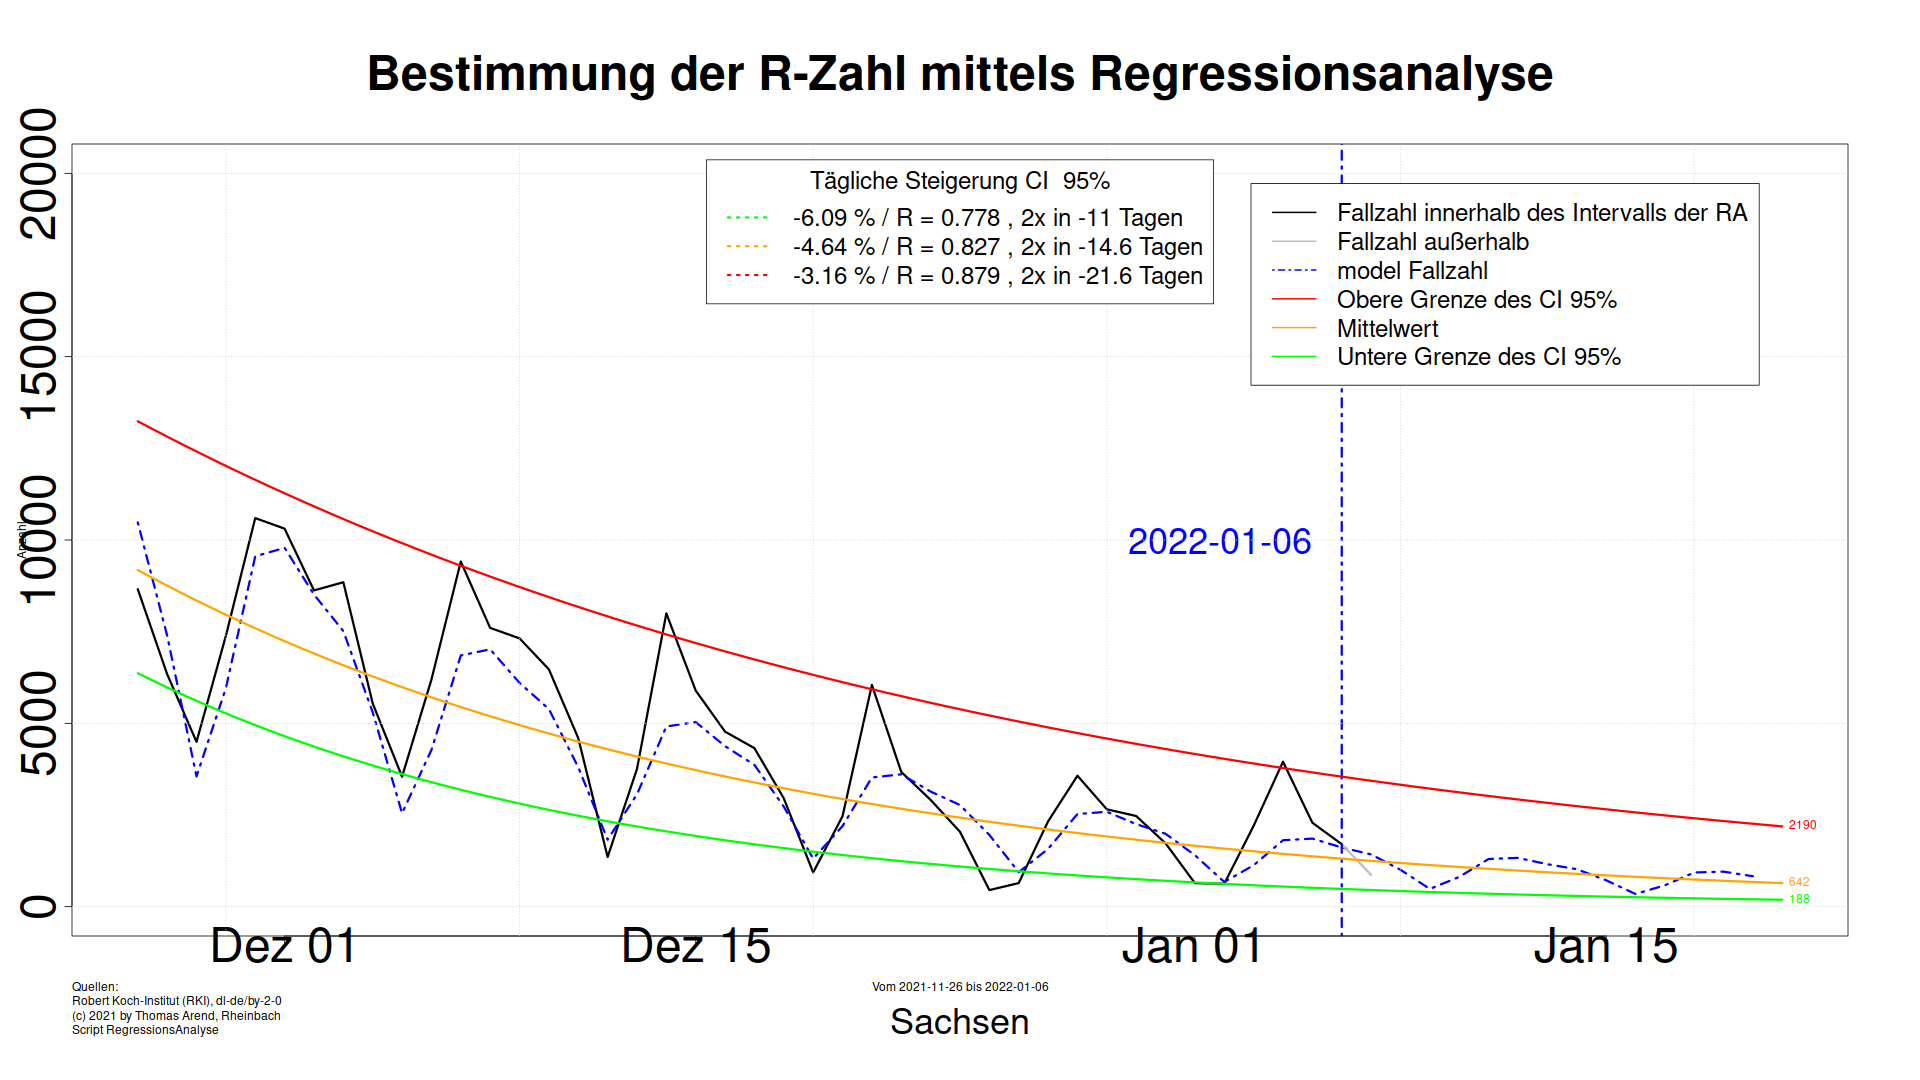 Bestimmung der R-Zahl mittels Regressionsanalyse
Tägliche Steigerung CI 95%
-6.09 % / R = 0.778 , 2x in -11 Tagen
-4.64 % / R = 0.827 , 2x in -14.6 Tagen
-3.16 % / R = 0.879 , 2x in -21.6 Tagen
Fallzahl innerhalb des Intervalls der RA
Fallzahl außerhalb
model Fallzahl
Obere Grenze des CI 95%
Mittelwert
Untere Grenze des CI 95%
20000
15000
10000
5000
0
Anzahl
2022-01-06
2190
642
188
Dez 01
Dez 15
Jan 01
Jan 15
Quellen:
Robert Koch-Institut (RKI), dl-de/by-2-0
(c) 2021 by Thomas Arend, Rheinbach
Script RegressionsAnalyse
Vom 2021-11-26 bis 2022-01-06
Sachsen